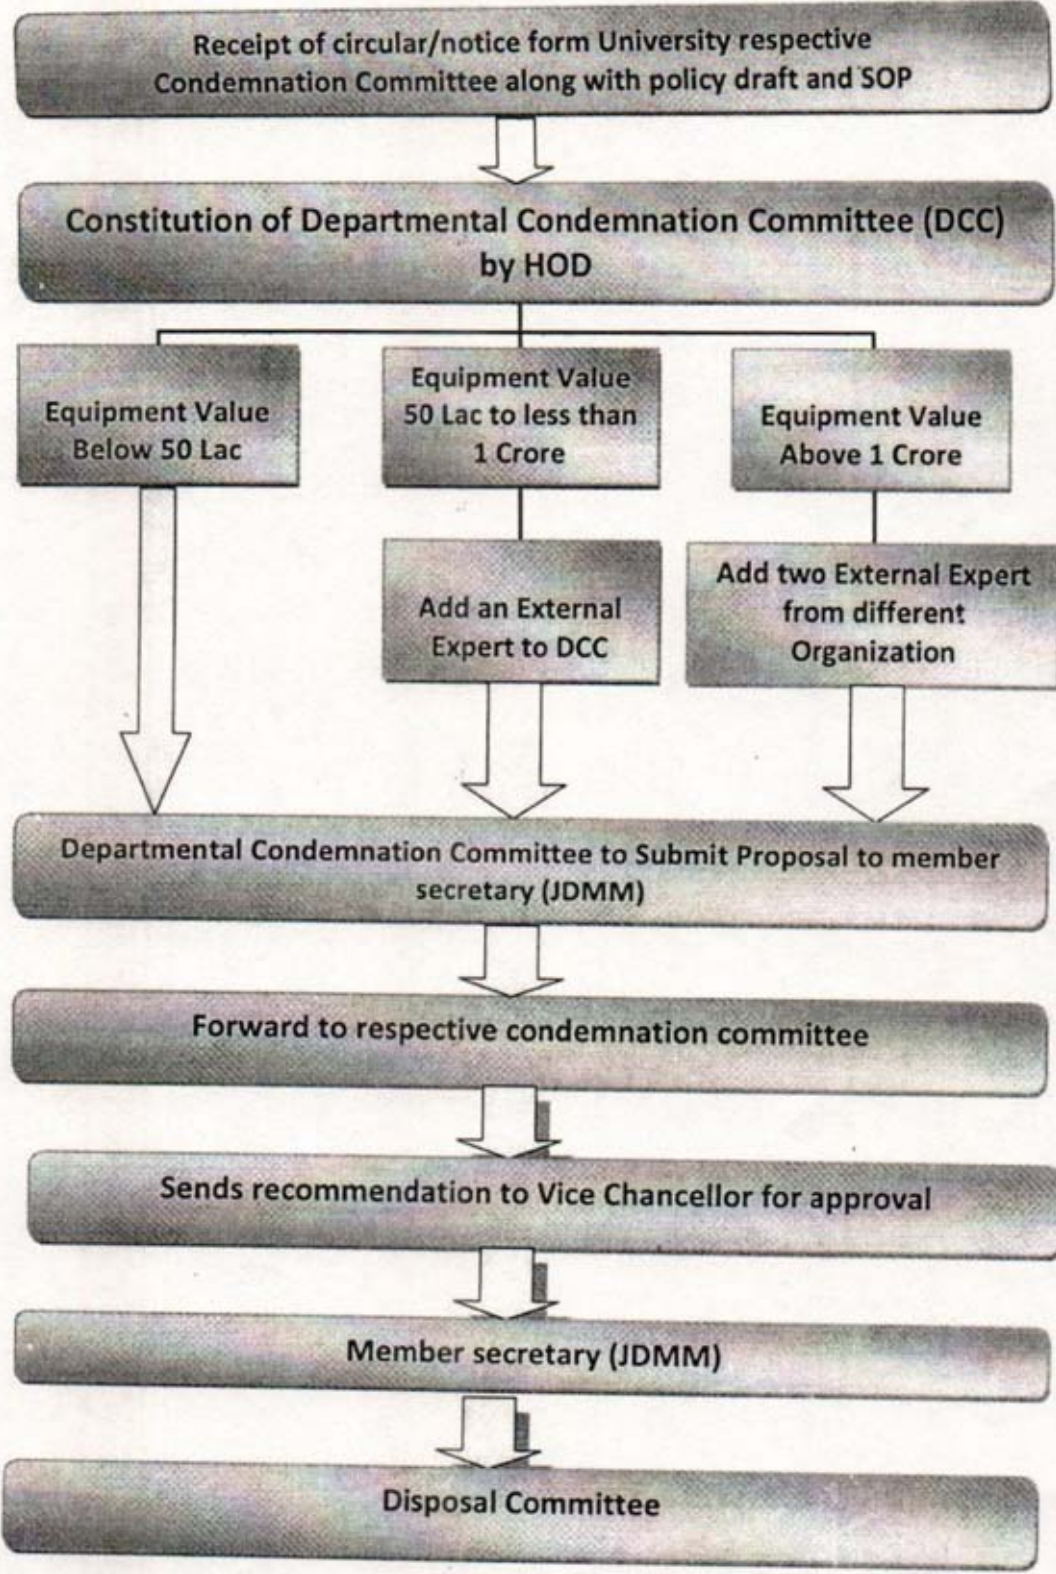 Receipt of circular/notice form University respective
Condemnation Committee along with policy draft and SOP
Constitution of Departmental Condemnation Committee (DCC)
by HOD
Equipment Value
Below 50 Lac
Equipment Value
50 Lac to less than
1 Crore
Equipment Value
Above 1 Crore
Add an External
Expert to DCC
Add two External Expert
from different
Organization
Departmental Condemnation Committee to Submit Proposal to member
secretary (JDMM)
Forward to respective condemnation committee
Sends recommendation to Vice Chancellor for approval
Member secretary (JDMM)
Disposal Committee